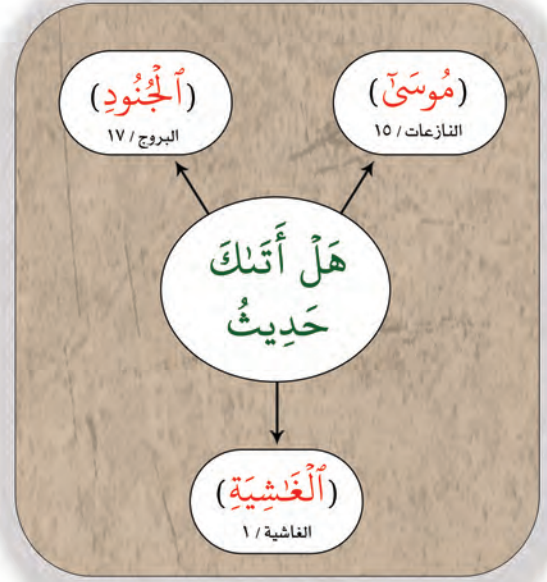 (مُوسَىٰٓ)
النازعات / ١٥
(ٱلۡجُنُودِ)
البروج / ١٧
هَلۡ أَتَىٰكَ
حَدِيثُ
(ٱلۡغَٰشِيَةِ)
الغاشية / ١